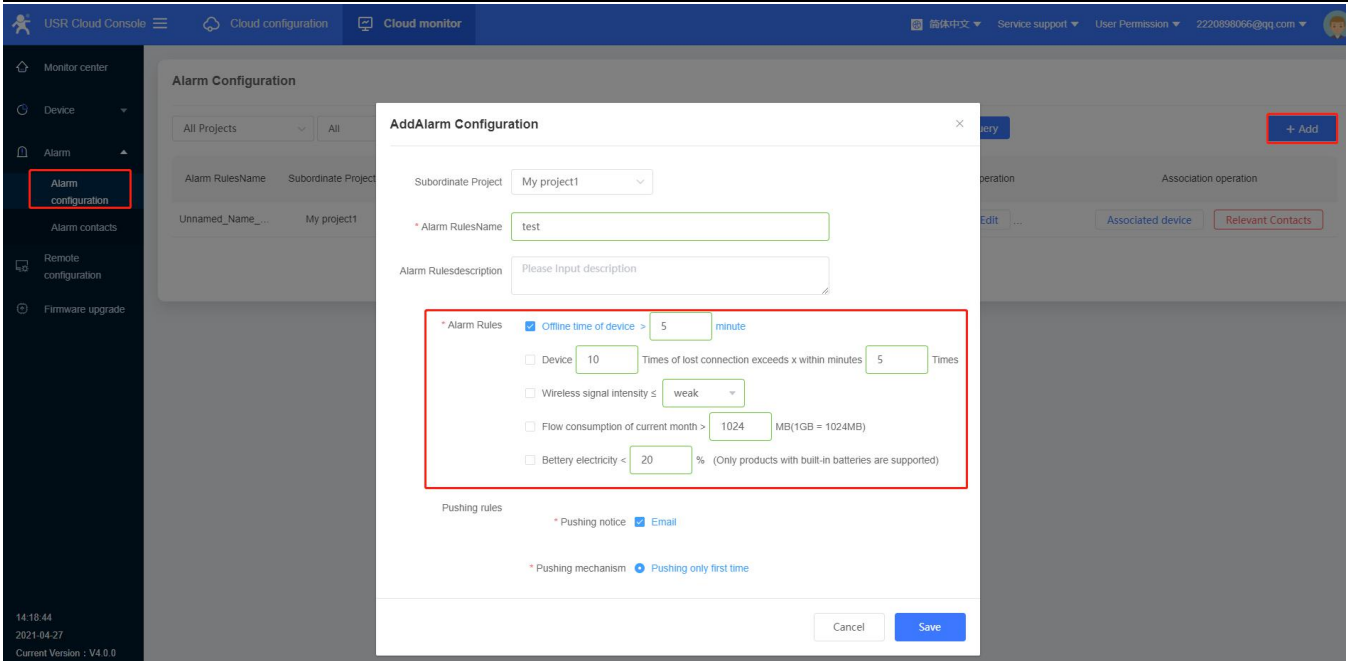 USR Cloud Console Cloud configuration Cloud monitor 简体中文 Service support User Permission 2220898066@qq.com
Monitor center
Device
Alarm
Alarm configuration
Alarm contacts
Remote configuration
Firmware upgrade
14:18:44
2021-04-27
Current Version : V4.0.0
Alarm Configuration
All Projects All + Add
Alarm RulesName Subordinate Project Association operation
Unnamed_Name_... My project1 Edit ... Associated device Relevant Contacts
AddAlarm Configuration ×
Subordinate Project My project1
* Alarm RulesName test
Alarm Rulesdescription Please Input description
* Alarm Rules Offline time of device > 5 minute
Device 10 Times of lost connection exceeds x within minutes 5 Times
Wireless signal intensity ≤ weak
Flow consumption of current month > 1024 MB(1GB = 1024MB)
Bettery electricity < 20 % (Only products with built-in batteries are supported)
Pushing rules
* Pushing notice Email
* Pushing mechanism Pushing only first time
Cancel Save